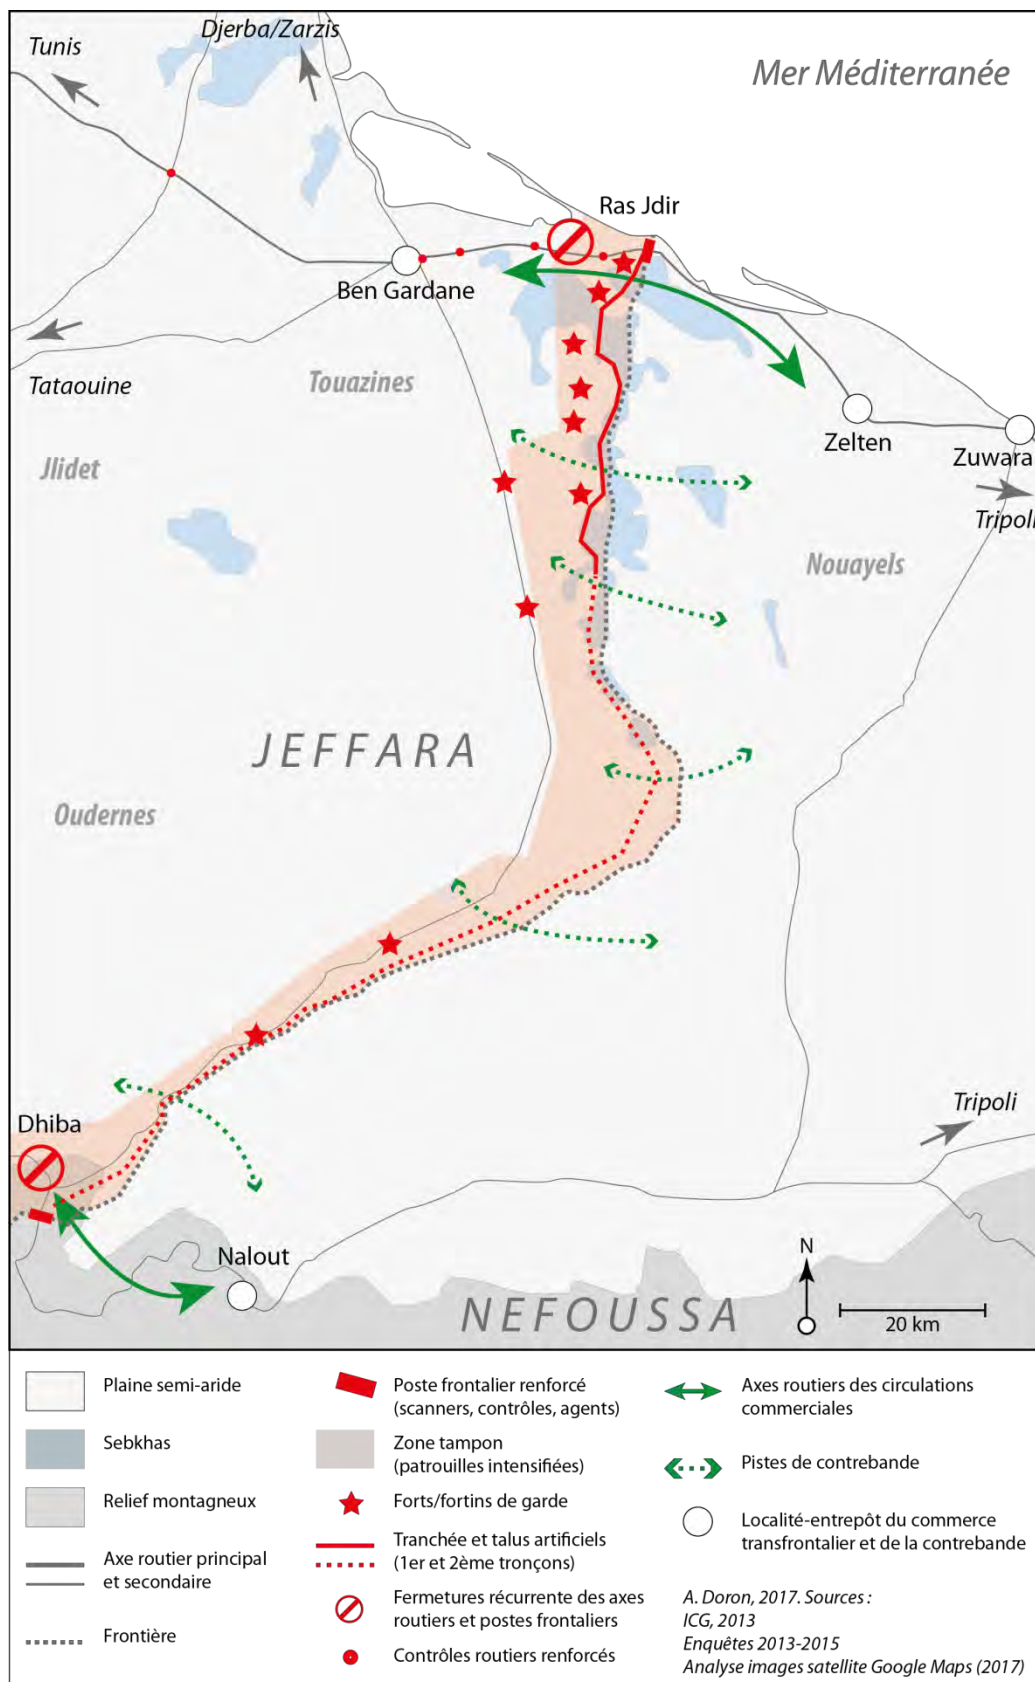 Djerba/Zarzis
Tunis
Mer Méditerranée
Ras Jdir
Ben Gardane
Tataouine
Touazines
Zelten
Zuwara
Jlidet
Tripoli
Nouayels
JEFFARA
Oudernes
Tripoli
Dhiba
Nalout
N
NEFOUSSA
20 km
Plaine semi-aride
Sebkhas
Relief montagneux
Axe routier principal
et secondaire
Frontière
Poste frontalier renforcé
(scanners, contrôles, agents)
Zone tampon
(patrouilles intensifiées)
Forts/fortins de garde
Tranchée et talus artificiels
(1er et 2ème tronçons)
Fermetures récurrente des axes
routiers et postes frontaliers
Contrôles routiers renforcés
Axes routiers des circulations
commerciales
Pistes de contrebande
Localité-entrepôt du commerce
transfrontalier et de la contrebande
A. Doron, 2017. Sources :
ICG, 2013
Enquêtes 2013-2015
Analyse images satellite Google Maps (2017)